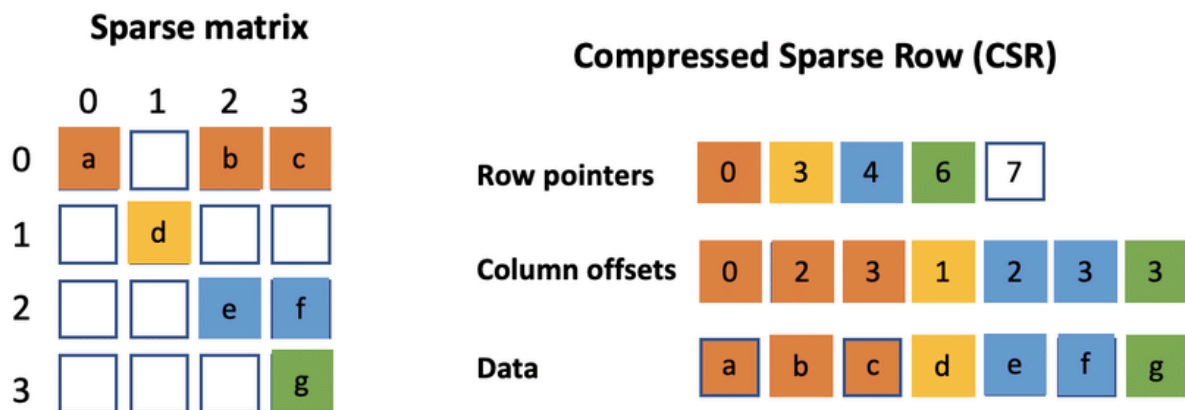 Sparse matrix
0 1 2 3
0 a b c
1 d
2 e f
3 g
Compressed Sparse Row (CSR)
Row pointers 0 3 4 6 7
Column offsets 0 2 3 1 2 3 3
Data a b c d e f g